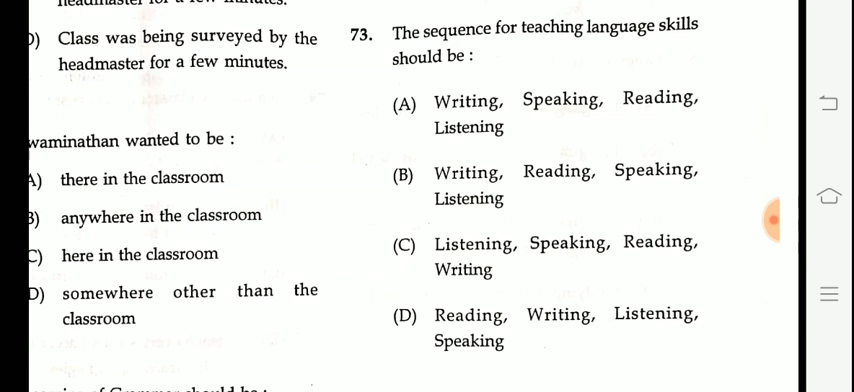 D) Class was being surveyed by the
headmaster for a few minutes.
waminathan wanted to be :
A) there in the classroom
B) anywhere in the classroom
C) here in the classroom
D) somewhere other than the
classroom
73. The sequence for teaching language skills
should be :
(A) Writing, Speaking, Reading,
Listening
(B) Writing, Reading, Speaking,
Listening
(C) Listening, Speaking, Reading,
Writing
(D) Reading, Writing, Listening,
Speaking